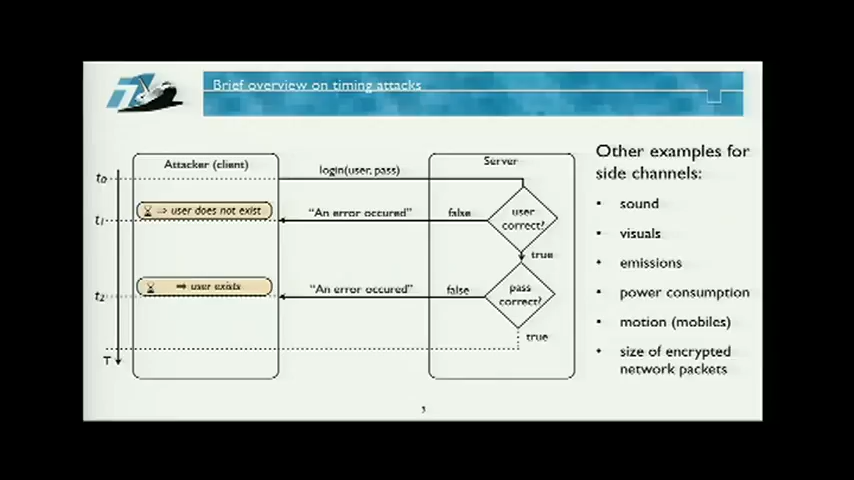 Brief overview on timing attacks
Attacker (client)
Server
login(user, pass)
t0
⇒ user does not exist
"An error occured"
false
user
correct?
t1
true
⇒ user exists
"An error occured"
false
pass
correct?
t2
true
T
Other examples for
side channels:
• sound
• visuals
• emissions
• power consumption
• motion (mobiles)
• size of encrypted
network packets